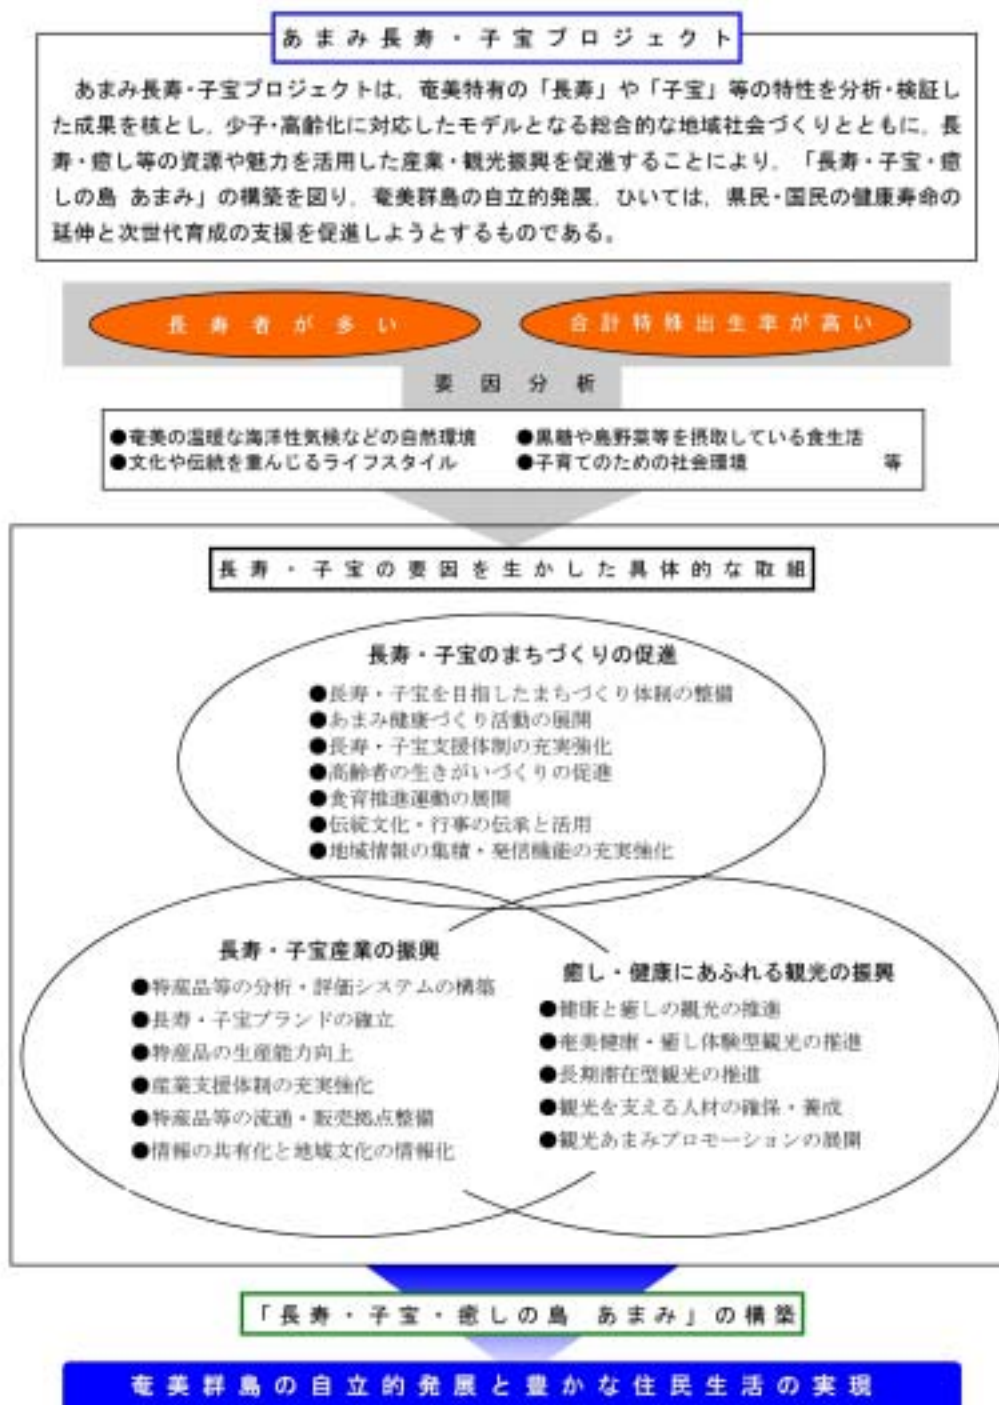 あまみ長寿・子宝プロジェクト
あまみ長寿・子宝プロジェクトは，奄美特有の「長寿」や「子宝」等の特性を分析・検証し
た成果を核とし，少子・高齢化に対応したモデルとなる総合的な地域社会づくりとともに，長
寿・癒し等の資源や魅力を活用した産業・観光振興を促進することにより，「長寿・子宝・癒
しの島 あまみ」の構築を図り，奄美群島の自立的発展，ひいては，県民・国民の健康寿命の
延伸と次世代育成の支援を促進しようとするものである。
長寿者が多い
合計特殊出生率が高い
要因分析
●奄美の温暖な海洋性気候などの自然環境 ●黒糖や島野菜等を摂取している食生活
●文化や伝統を重んじるライフスタイル ●子育てのための社会環境 等
長寿・子宝の要因を生かした具体的な取組
長寿・子宝のまちづくりの促進
●長寿・子宝を目指したまちづくり体制の整備
●あまみ健康づくり活動の展開
●長寿・子宝支援体制の充実強化
●高齢者の生きがいづくりの促進
●食育推進運動の展開
●伝統文化・行事の伝承と活用
●地域情報の集積・発信機能の充実強化
長寿・子宝産業の振興
●特産品等の分析・評価システムの構築
●長寿・子宝ブランドの確立
●特産品の生産能力向上
●産業支援体制の充実強化
●特産品等の流通・販売拠点整備
●情報の共有化と地域文化の情報化
癒し・健康にあふれる観光の振興
●健康と癒しの観光の推進
●奄美健康・癒し体験型観光の推進
●長期滞在型観光の推進
●観光を支える人材の確保・養成
●観光あまみプロモーションの展開
「長寿・子宝・癒しの島 あまみ」の構築
奄美群島の自立的発展と豊かな住民生活の実現